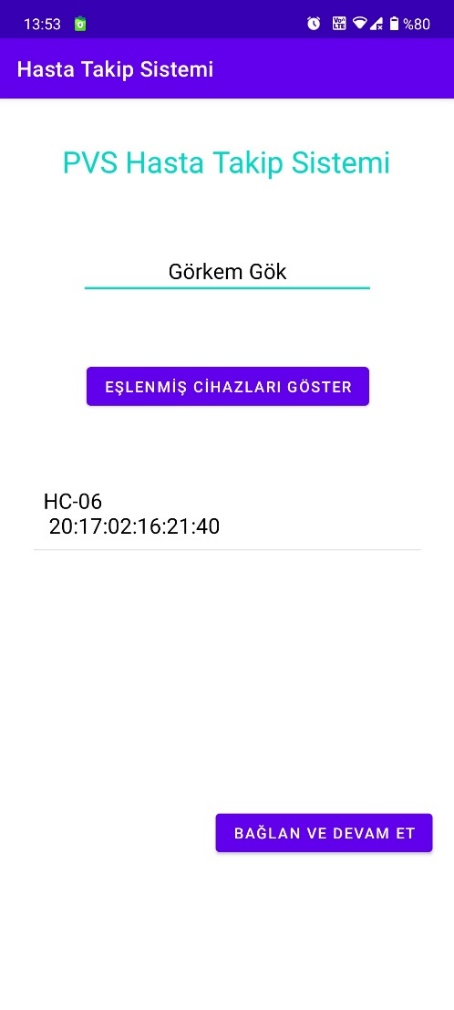 13:53 %80
Hasta Takip Sistemi
PVS Hasta Takip Sistemi
Görkem Gök
EŞLENMİŞ CİHAZLARI GÖSTER
HC-06
20:17:02:16:21:40
BAĞLAN VE DEVAM ET